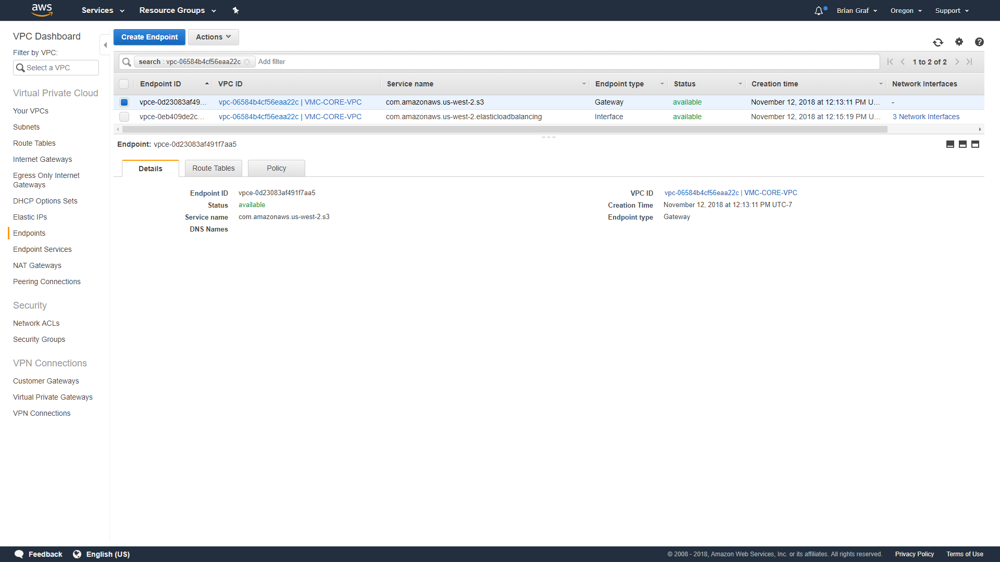 aws Services Resource Groups Brian Graf Oregon Support
VPC Dashboard
Filter by VPC:
Select a VPC
Virtual Private Cloud
Your VPCs
Subnets
Route Tables
Internet Gateways
Egress Only Internet
Gateways
DHCP Options Sets
Elastic IPs
Endpoints
Endpoint Services
NAT Gateways
Peering Connections
Security
Network ACLs
Security Groups
VPN Connections
Customer Gateways
Virtual Private Gateways
VPN Connections
Create Endpoint Actions
search : vpc-06584b4cf56eaa22c Add filter 1 to 2 of 2
Endpoint ID VPC ID Service name Endpoint type Status Creation time Network Interfaces
vpce-0d23083af49... vpc-06584b4cf56eaa22c | VMC-CORE-VPC com.amazonaws.us-west-2.s3 Gateway available November 12, 2018 at 12:13:11 PM U... -
vpce-0eb409de2c... vpc-06584b4cf56eaa22c | VMC-CORE-VPC com.amazonaws.us-west-2.elasticloadbalancing Interface available November 12, 2018 at 12:15:19 PM U... 3 Network Interfaces
Endpoint: vpce-0d23083af491f7aa5
Details Route Tables Policy
Endpoint ID vpce-0d23083af491f7aa5 VPC ID vpc-06584b4cf56eaa22c | VMC-CORE-VPC
Status available Creation Time November 12, 2018 at 12:13:11 PM UTC-7
Service name com.amazonaws.us-west-2.s3 Endpoint type Gateway
DNS Names
Feedback English (US) © 2008 - 2018, Amazon Web Services, Inc. or its affiliates. All rights reserved. Privacy Policy Terms of Use